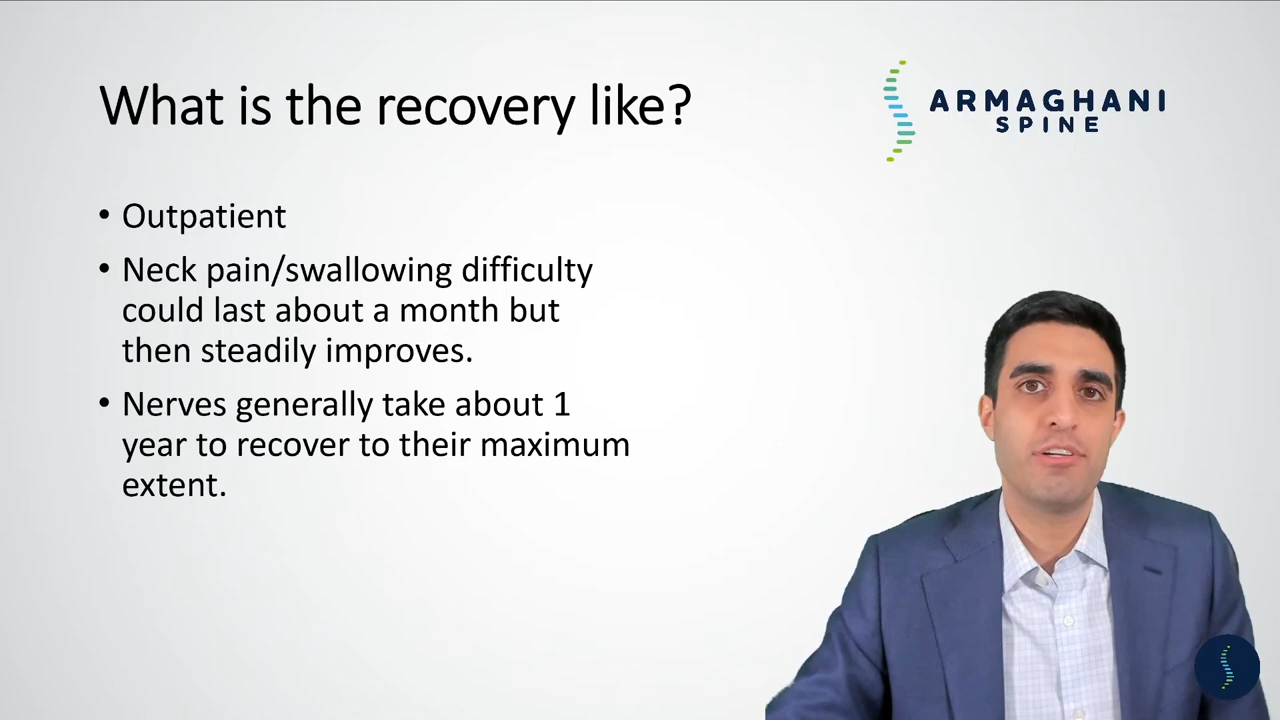 What is the recovery like?
ARMAGHANI
SPINE
• Outpatient
• Neck pain/swallowing difficulty
could last about a month but
then steadily improves.
• Nerves generally take about 1
year to recover to their maximum
extent.